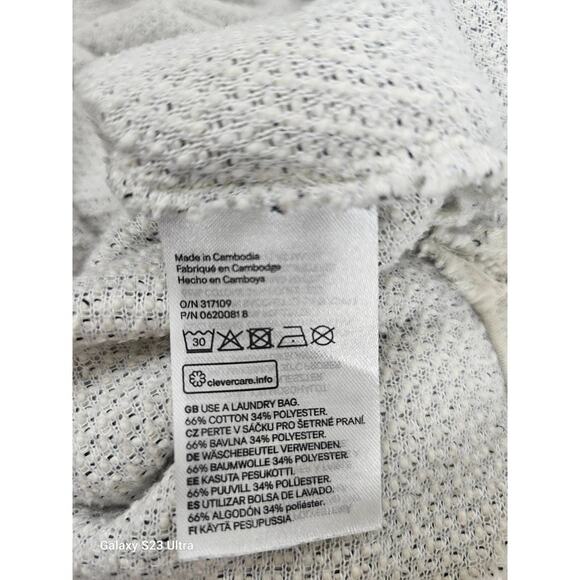 Made in Cambodia
Fabriqué en Cambodge
Hecho en Camboya
O/N 317109
P/N 0620081 8
30
clevercare.info
GB USE A LAUNDRY BAG.
66% COTTON 34% POLYESTER.
CZ PERTE V SÁČKU PRO ŠETRNÉ PRANÍ.
66% BAVLNA 34% POLYESTER.
DE WÄSCHEBEUTEL VERWENDEN.
66% BAUMWOLLE 34% POLYESTER.
EE KASUTA PESUKOTTI.
66% PUUVILL 34% POLÜESTER.
ES UTILIZAR BOLSA DE LAVADO.
66% ALGODÓN 34% poliéster.
FI KÄYTÄ PESUPUSSIA
Galaxy S23 Ultra